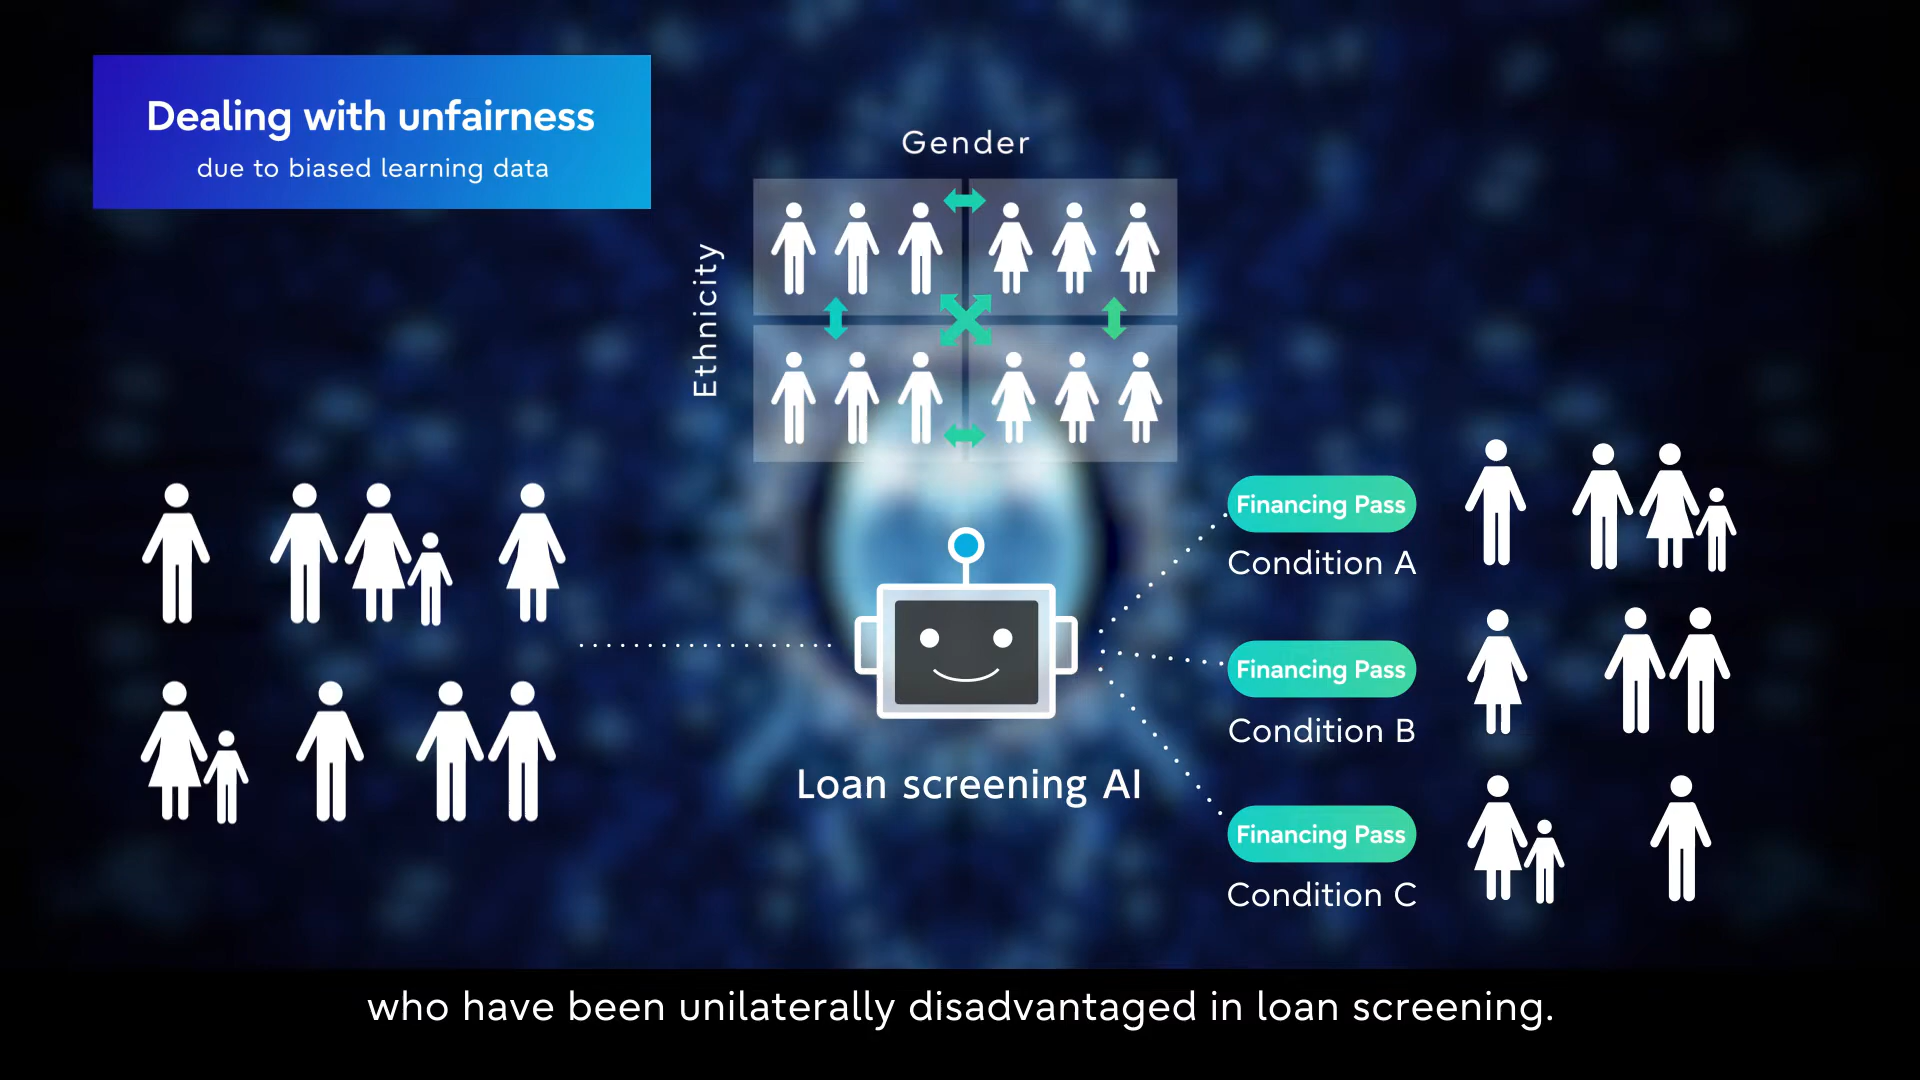 Dealing with unfairness
due to biased learning data
Gender
Ethnicity
Financing Pass
Condition A
Financing Pass
Condition B
Loan screening AI
Financing Pass
Condition C
who have been unilaterally disadvantaged in loan screening.